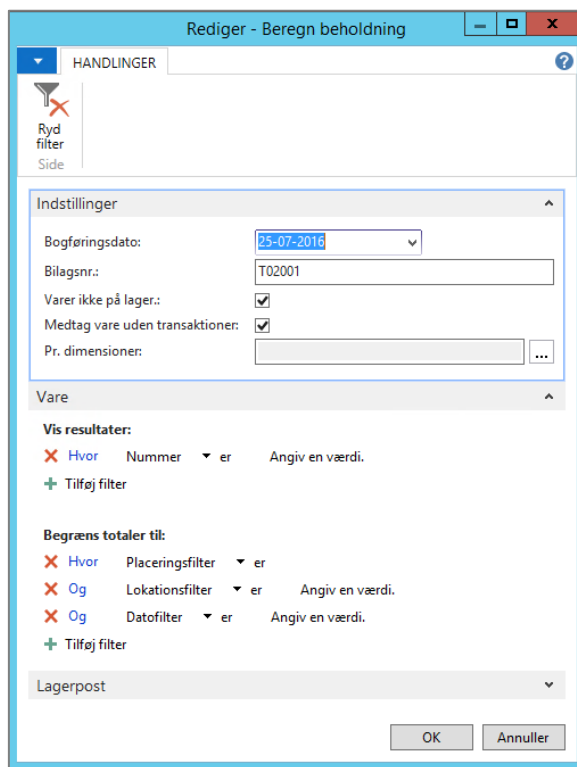 Rediger - Beregn beholdning
HANDLINGER
Ryd
filter
Side
Indstillinger
Bogføringsdato: 25-07-2016
Bilagsnr.: T02001
Varer ikke på lager.:
Medtag vare uden transaktioner:
Pr. dimensioner: ...
Vare
Vis resultater:
Hvor Nummer er Angiv en værdi.
Tilføj filter
Begræns totaler til:
Hvor Placeringsfilter er
Og Lokationsfilter er Angiv en værdi.
Og Datofilter er Angiv en værdi.
Tilføj filter
Lagerpost
OK Annuller